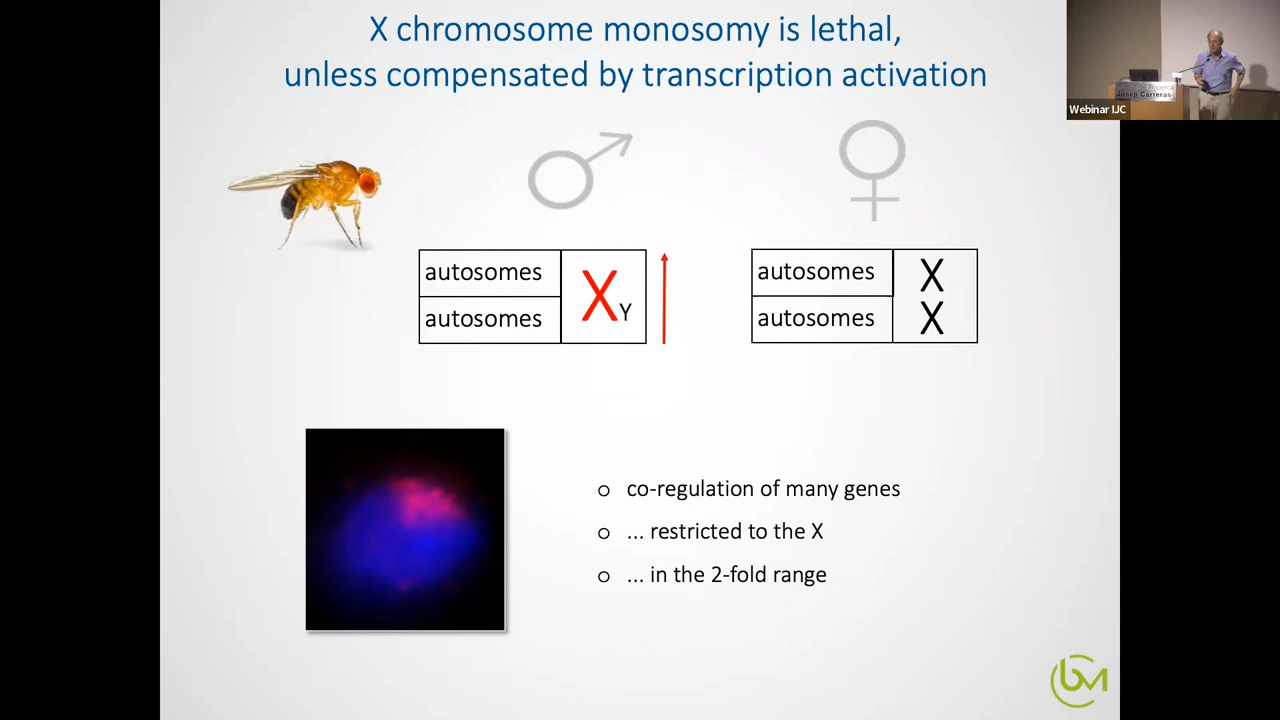 X chromosome monosomy is lethal,
unless compensated by transcription activation
Webinar IJC
Josep Carreras
autosomes
autosomes
X
Y
autosomes
autosomes
X
X
o co-regulation of many genes
o ... restricted to the X
o ... in the 2-fold range